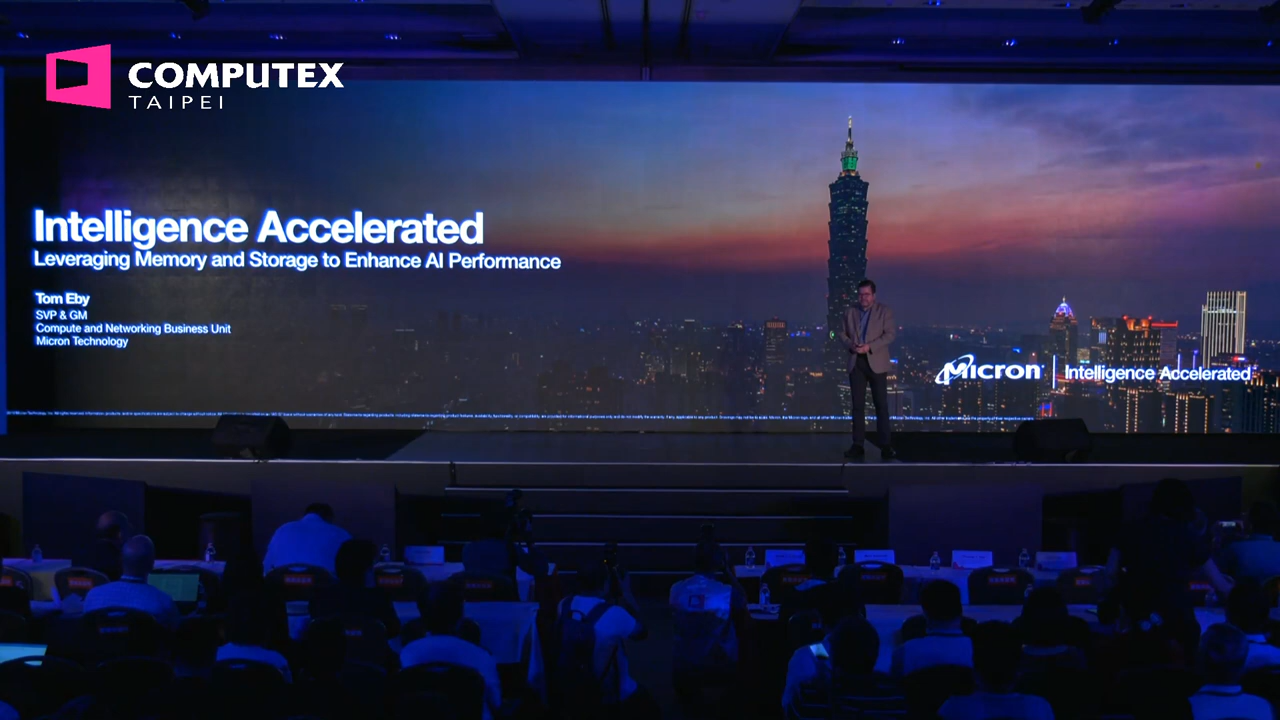 COMPUTEX
TAIPEI
Intelligence Accelerated
Leveraging Memory and Storage to Enhance AI Performance
Tom Eby
SVP & GM
Compute and Networking Business Unit
Micron Technology
Micron | Intelligence Accelerated